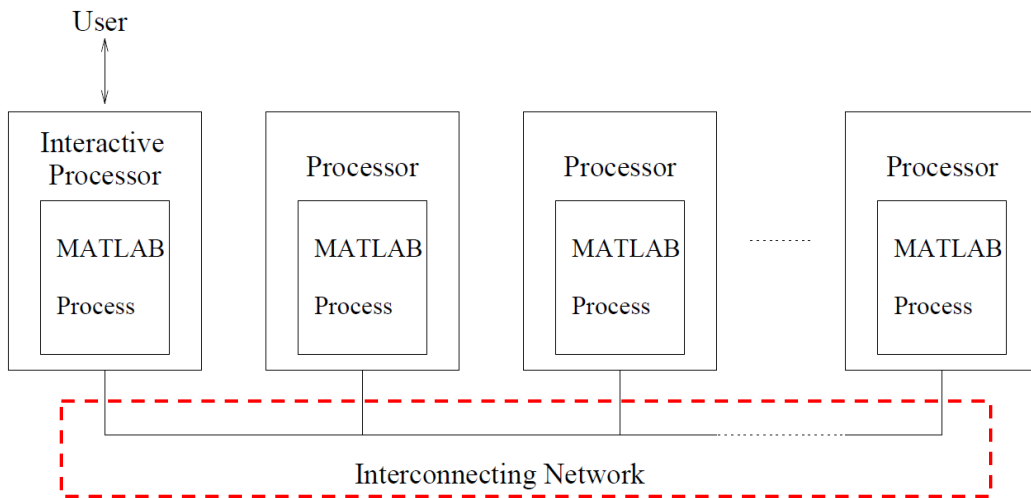 User
Interactive
Processor
MATLAB
Process
Processor
MATLAB
Process
Processor
MATLAB
Process
Processor
MATLAB
Process
Interconnecting Network